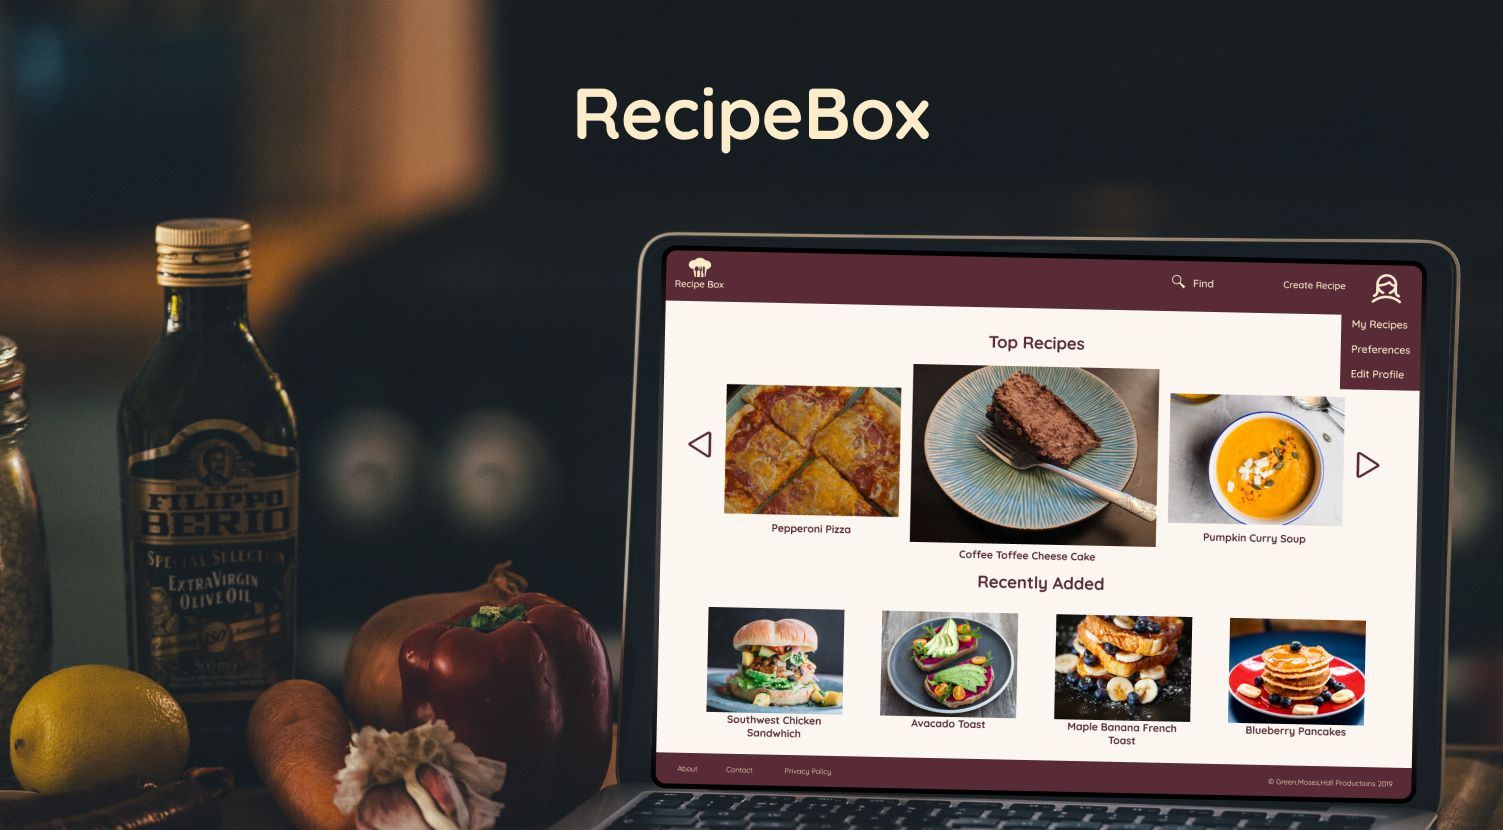 RecipeBox
Recipe Box
Find
Create Recipe
My Recipes
Preferences
Edit Profile
Top Recipes
Pepperoni Pizza
Coffee Toffee Cheese Cake
Pumpkin Curry Soup
Recently Added
Southwest Chicken
Sandwhich
Avacado Toast
Maple Banana French
Toast
Blueberry Pancakes
About
Contact
Privacy Policy
© Green,Moses,Hall Productions 2019
SINCE 1867
FILIPPO
BERIO
SPECIAL SELECTION
EXTRA VIRGIN
OLIVE OIL
150
500 ml